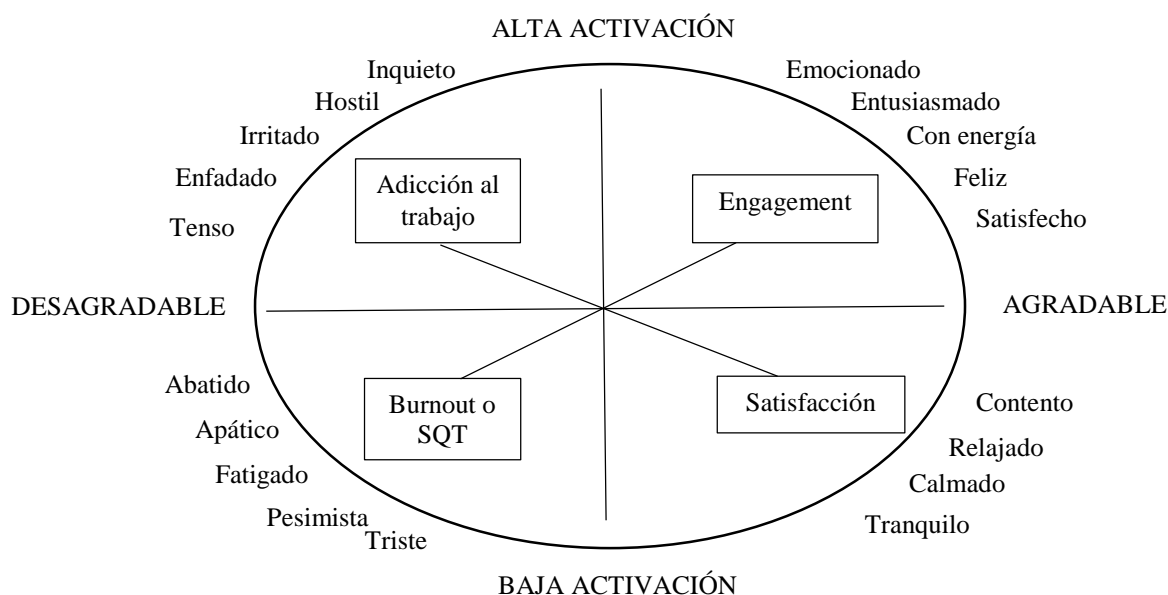 ALTA ACTIVACIÓN
Inquieto
Emocionado
Hostil
Entusiasmado
Irritado
Con energía
Enfadado
Adicción al
trabajo
Engagement
Feliz
Tenso
Satisfecho
DESAGRADABLE
AGRADABLE
Abatido
Burnout o
SQT
Satisfacción
Contento
Apático
Relajado
Fatigado
Calmado
Pesimista
Tranquilo
Triste
BAJA ACTIVACIÓN